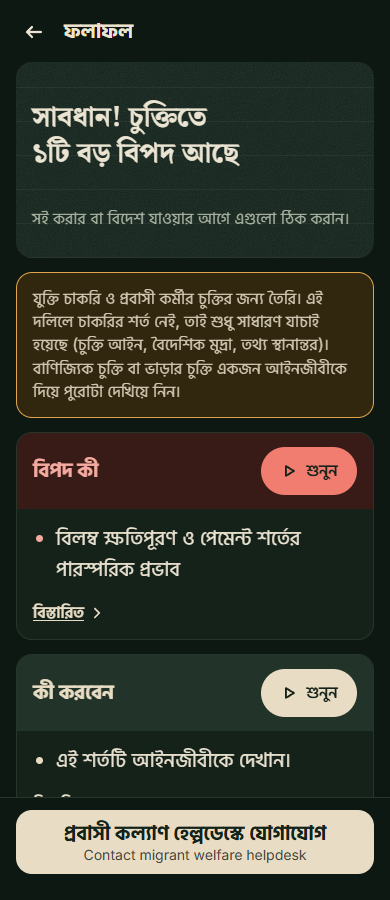 ফলাফল
সাবধান! চুক্তিতে
১টি বড় বিপদ আছে
সই করার বা বিদেশ যাওয়ার আগে এগুলো ঠিক করান।
যুক্তি চাকরি ও প্রবাসী কর্মীর চুক্তির জন্য তৈরি। এই
দলিলে চাকরির শর্ত নেই, তাই শুধু সাধারণ যাচাই
হয়েছে (চুক্তি আইন, বৈদেশিক মুদ্রা, তথ্য স্থানান্তর)।
বাণিজ্যিক চুক্তি বা ভাড়ার চুক্তি একজন আইনজীবীকে
দিয়ে পুরোটা দেখিয়ে নিন।
বিপদ কী
শুনুন
বিলম্ব ক্ষতিপূরণ ও পেমেন্ট শর্তের
পারস্পরিক প্রভাব
বিস্তারিত
কী করবেন
শুনুন
এই শর্তটি আইনজীবীকে দেখান।
প্রবাসী কল্যাণ হেল্পডেস্কে যোগাযোগ
Contact migrant welfare helpdesk